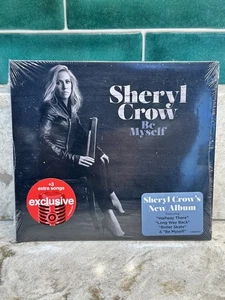 Sheryl
Crow
Be
Myself
+3
extra songs
exclusive
Sheryl Crow's
New Album
"Halfway There"
"Long Way Back"
"Roller Skate"
& "Be Myself"